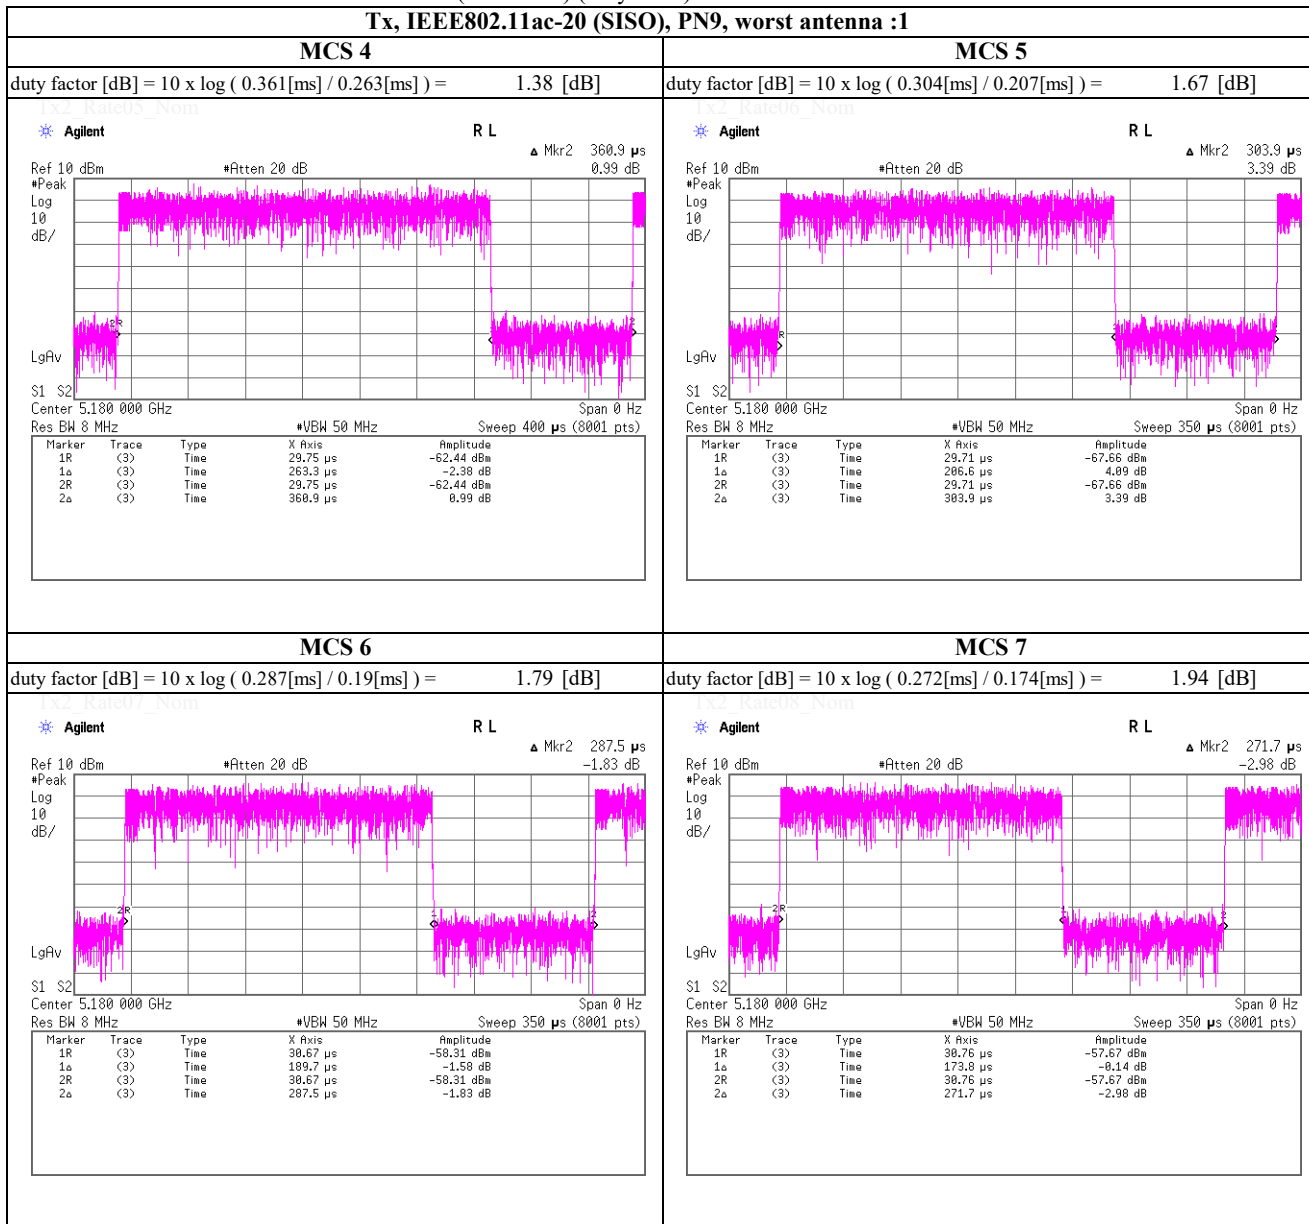 Tx, IEEE802.11ac-20 (SISO), PN9, worst antenna :1
MCS 4
MCS 5
duty factor [dB] = 10 x log ( 0.361[ms] / 0.263[ms] ) = 1.38 [dB]
duty factor [dB] = 10 x log ( 0.304[ms] / 0.207[ms] ) = 1.67 [dB]
Tx2_Rate05_Nom
Agilent
R L
Δ Mkr2 360.9 µs
Ref 10 dBm #Atten 20 dB 0.99 dB
#Peak
Log
10
dB/
2R
1
2
LgAv
S1 S2
Center 5.180 000 GHz Span 0 Hz
Res BW 8 MHz #VBW 50 MHz Sweep 400 µs (8001 pts)
Marker Trace Type X Axis Amplitude
1R (3) Time 29.75 µs -62.44 dBm
1Δ (3) Time 263.3 µs -2.38 dB
2R (3) Time 29.75 µs -62.44 dBm
2Δ (3) Time 360.9 µs 0.99 dB
Tx2_Rate06_Nom
Agilent
R L
Δ Mkr2 303.9 µs
Ref 10 dBm #Atten 20 dB 3.39 dB
#Peak
Log
10
dB/
R
LgAv
S1 S2
Center 5.180 000 GHz Span 0 Hz
Res BW 8 MHz #VBW 50 MHz Sweep 350 µs (8001 pts)
Marker Trace Type X Axis Amplitude
1R (3) Time 29.71 µs -67.66 dBm
1Δ (3) Time 206.6 µs 4.09 dB
2R (3) Time 29.71 µs -67.66 dBm
2Δ (3) Time 303.9 µs 3.39 dB
MCS 6
MCS 7
duty factor [dB] = 10 x log ( 0.287[ms] / 0.19[ms] ) = 1.79 [dB]
duty factor [dB] = 10 x log ( 0.272[ms] / 0.174[ms] ) = 1.94 [dB]
Tx2_Rate07_Nom
Agilent
R L
Δ Mkr2 287.5 µs
Ref 10 dBm #Atten 20 dB -1.83 dB
#Peak
Log
10
dB/
2R
1
2
LgAv
S1 S2
Center 5.180 000 GHz Span 0 Hz
Res BW 8 MHz #VBW 50 MHz Sweep 350 µs (8001 pts)
Marker Trace Type X Axis Amplitude
1R (3) Time 30.67 µs -58.31 dBm
1Δ (3) Time 189.7 µs -1.58 dB
2R (3) Time 30.67 µs -58.31 dBm
2Δ (3) Time 287.5 µs -1.83 dB
Tx2_Rate08_Nom
Agilent
R L
Δ Mkr2 271.7 µs
Ref 10 dBm #Atten 20 dB -2.98 dB
#Peak
Log
10
dB/
2R
1
2
LgAv
S1 S2
Center 5.180 000 GHz Span 0 Hz
Res BW 8 MHz #VBW 50 MHz Sweep 350 µs (8001 pts)
Marker Trace Type X Axis Amplitude
1R (3) Time 30.76 µs -57.67 dBm
1Δ (3) Time 173.8 µs -0.14 dB
2R (3) Time 30.76 µs -57.67 dBm
2Δ (3) Time 271.7 µs -2.98 dB